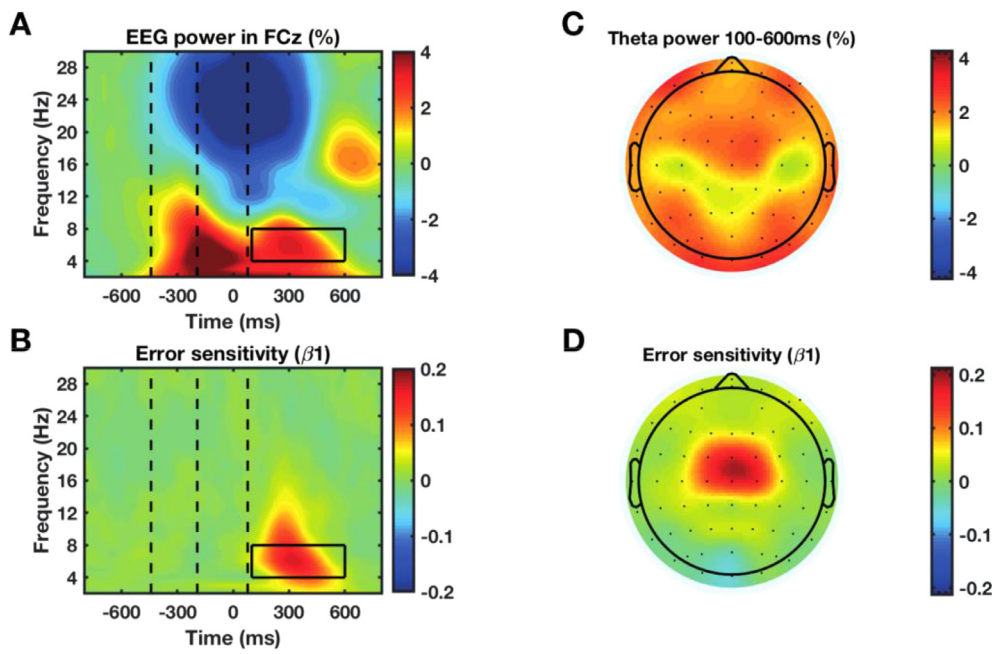 A
EEG power in FCz (%)
28
24
20
16
12
8
4
Frequency (Hz)
-600 -300 0 300 600
Time (ms)
4
2
0
-2
-4
C
Theta power 100-600ms (%)
4
2
0
-2
-4
B
Error sensitivity (β1)
28
24
20
16
12
8
4
Frequency (Hz)
-600 -300 0 300 600
Time (ms)
0.2
0.1
0
-0.1
-0.2
D
Error sensitivity (β1)
0.2
0.1
0
-0.1
-0.2